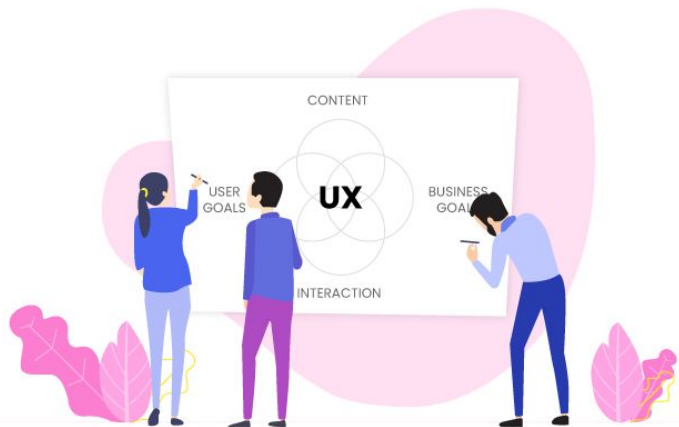 CONTENT
USER
GOALS
UX
BUSINESS
GOAL
INTERACTION